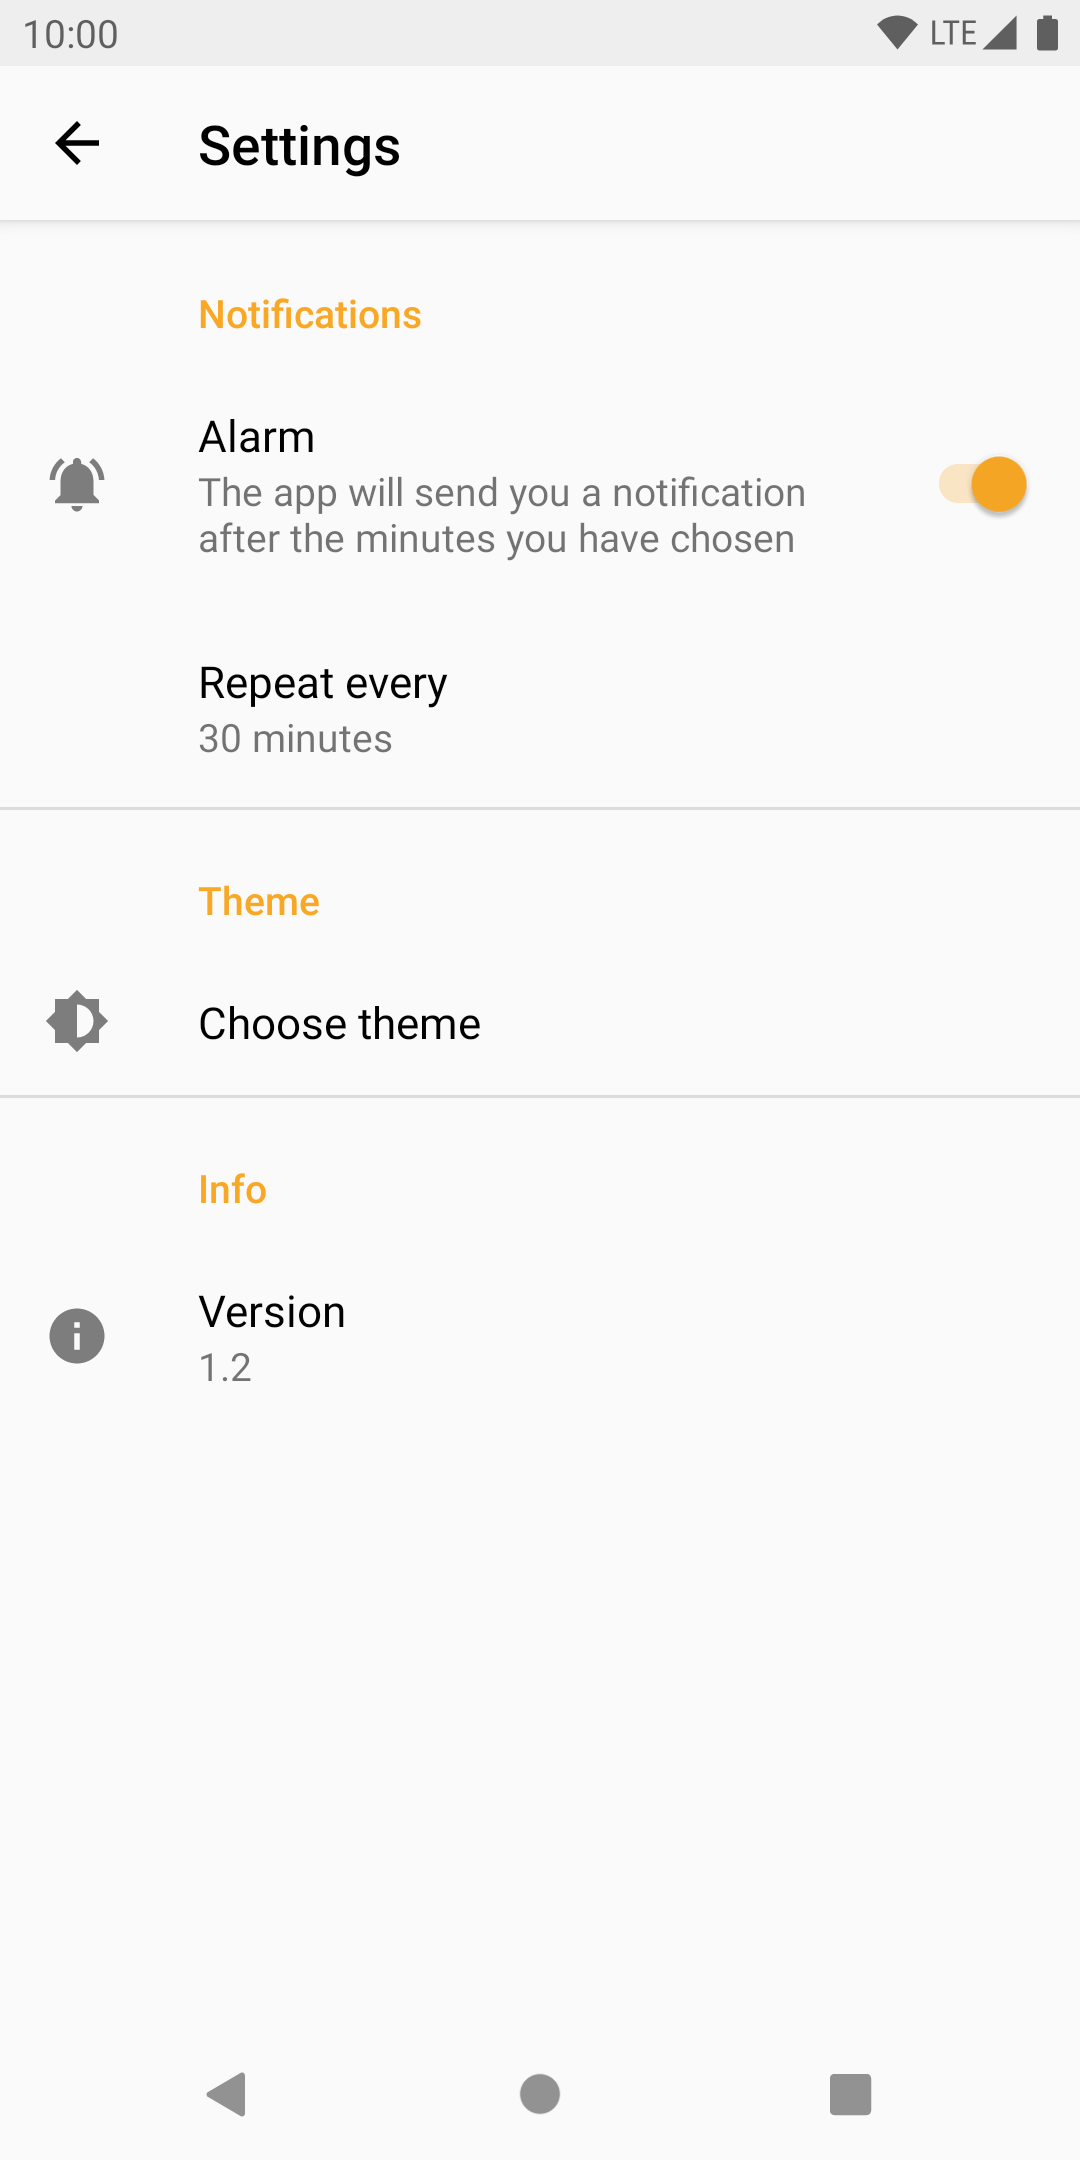 10:00
LTE
Settings
Notifications
Alarm
The app will send you a notification
after the minutes you have chosen
Repeat every
30 minutes
Theme
Choose theme
Info
Version
1.2